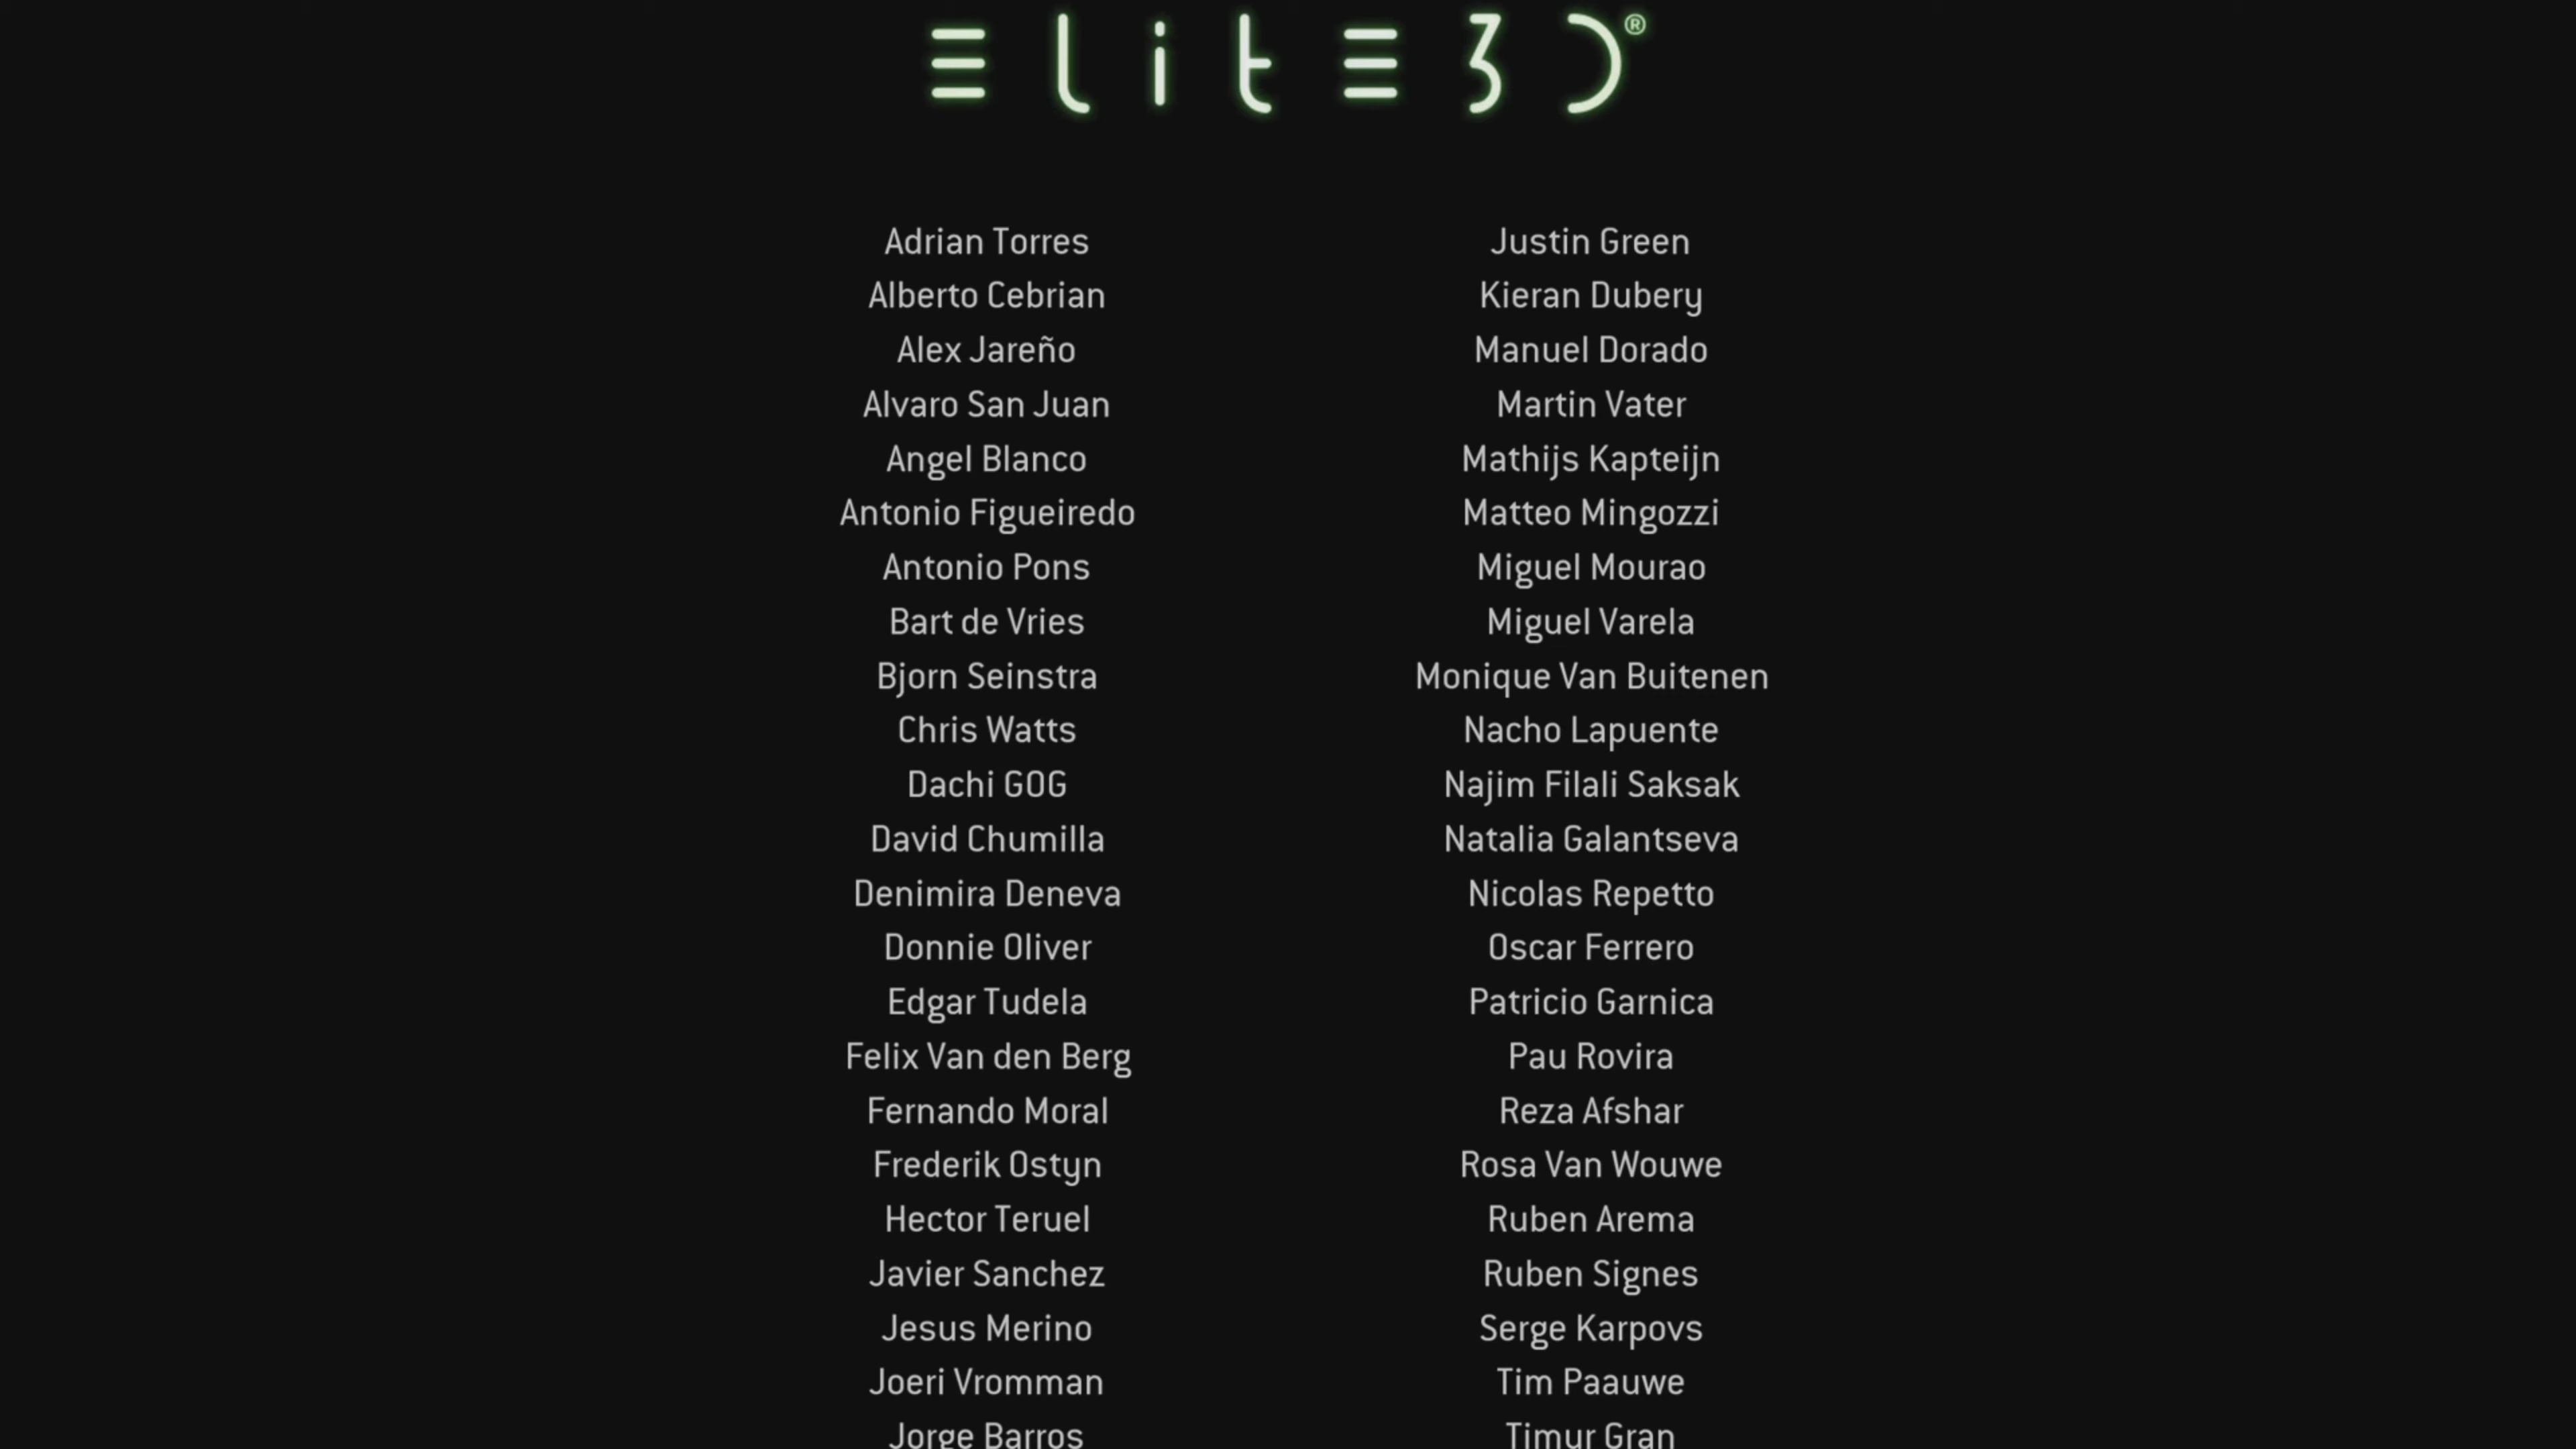 elite3D®
Adrian Torres
Alberto Cebrian
Alex Jareño
Alvaro San Juan
Angel Blanco
Antonio Figueiredo
Antonio Pons
Bart de Vries
Bjorn Seinstra
Chris Watts
Dachi GOG
David Chumilla
Denimira Deneva
Donnie Oliver
Edgar Tudela
Felix Van den Berg
Fernando Moral
Frederik Ostyn
Hector Teruel
Javier Sanchez
Jesus Merino
Joeri Vromman
Jorge Barros
Justin Green
Kieran Dubery
Manuel Dorado
Martin Vater
Mathijs Kapteijn
Matteo Mingozzi
Miguel Mourao
Miguel Varela
Monique Van Buitenen
Nacho Lapuente
Najim Filali Saksak
Natalia Galantseva
Nicolas Repetto
Oscar Ferrero
Patricio Garnica
Pau Rovira
Reza Afshar
Rosa Van Wouwe
Ruben Arema
Ruben Signes
Serge Karpovs
Tim Paauwe
Timur Gran